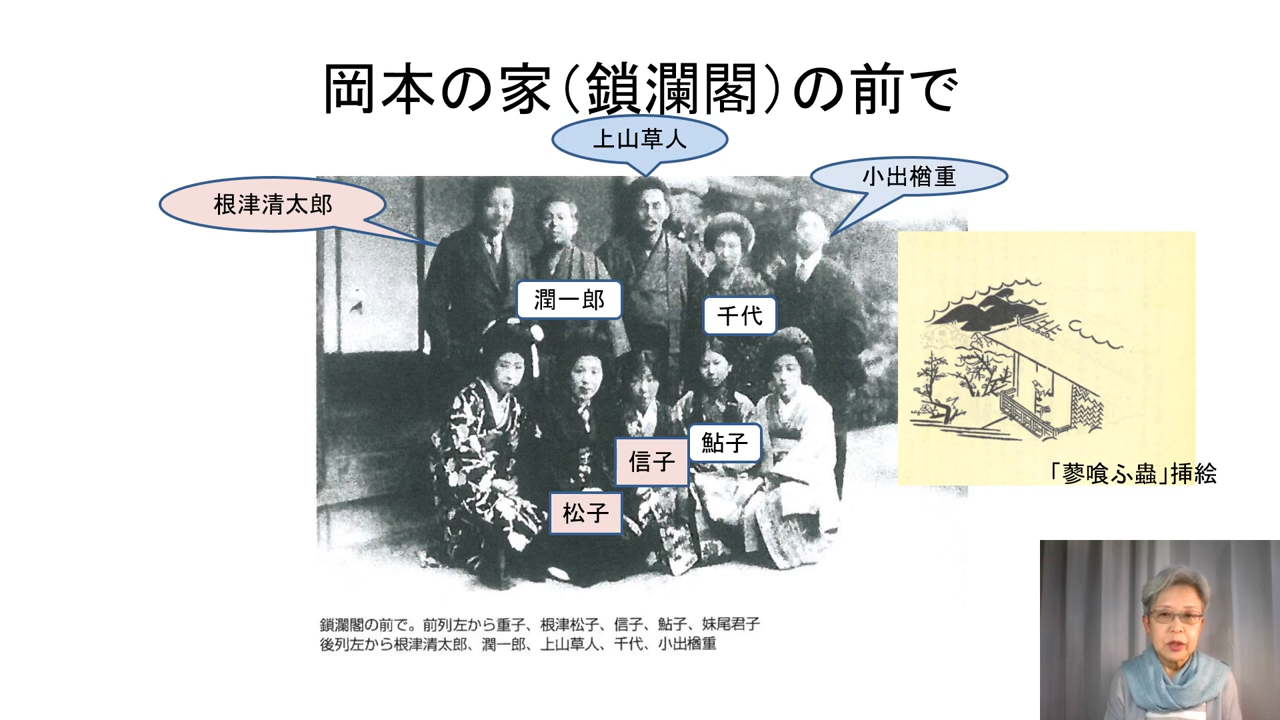 岡本の家（鎖瀾閣）の前で
上山草人
小出楢重
根津清太郎
潤一郎
千代
鮎子
信子
松子
「蓼喰ふ蟲」挿絵
鎖瀾閣の前で。前列左から重子、根津松子、信子、鮎子、妹尾君子
後列左から根津清太郎、潤一郎、上山草人、千代、小出楢重